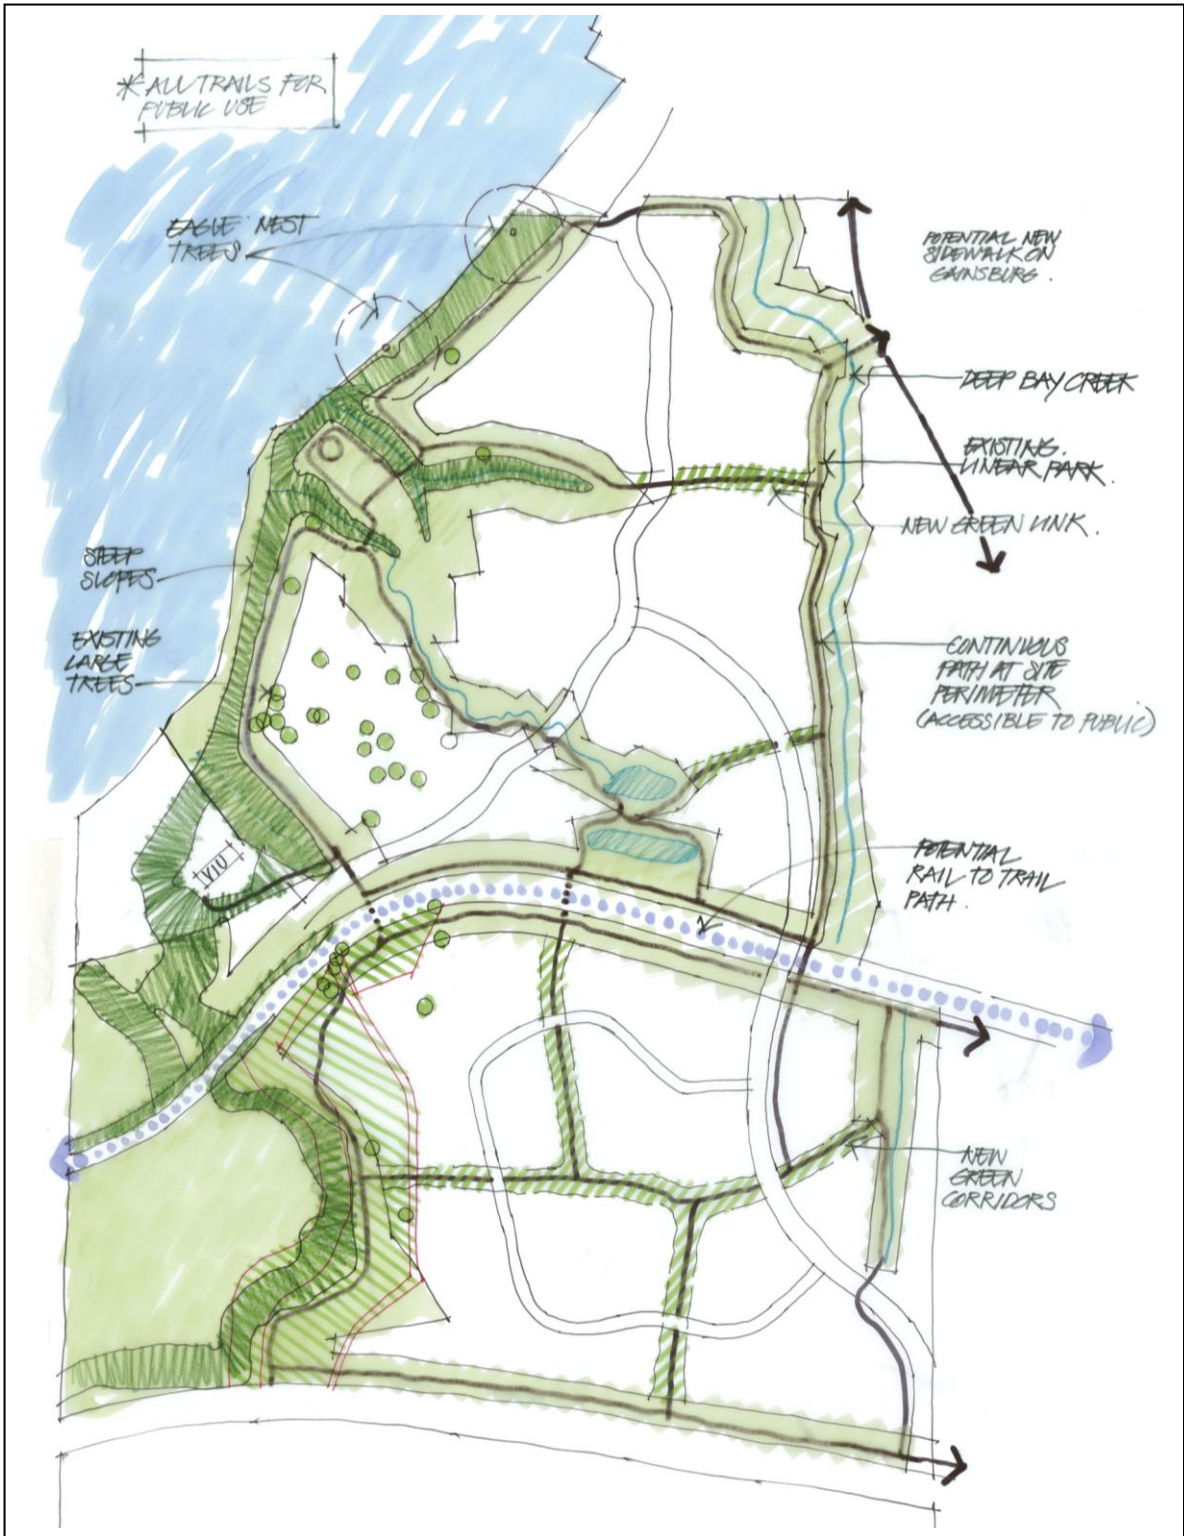 * ALL TRAILS FOR
PUBLIC USE
EAGLE NEST
TREES
POTENTIAL NEW
SIDEWALK ON
GAINSBURG.
DEEP BAY CREEK
EXISTING.
LINEAR PARK.
NEW GREEN LINK.
STEEP
SLOPES
EXISTING
LARGE
TREES
CONTINUOUS
PATH AT SITE
PERIMETER
(ACCESSIBLE TO PUBLIC)
VIU
POTENTIAL
RAIL TO TRAIL
PATH.
NEW
GREEN
CORRIDORS